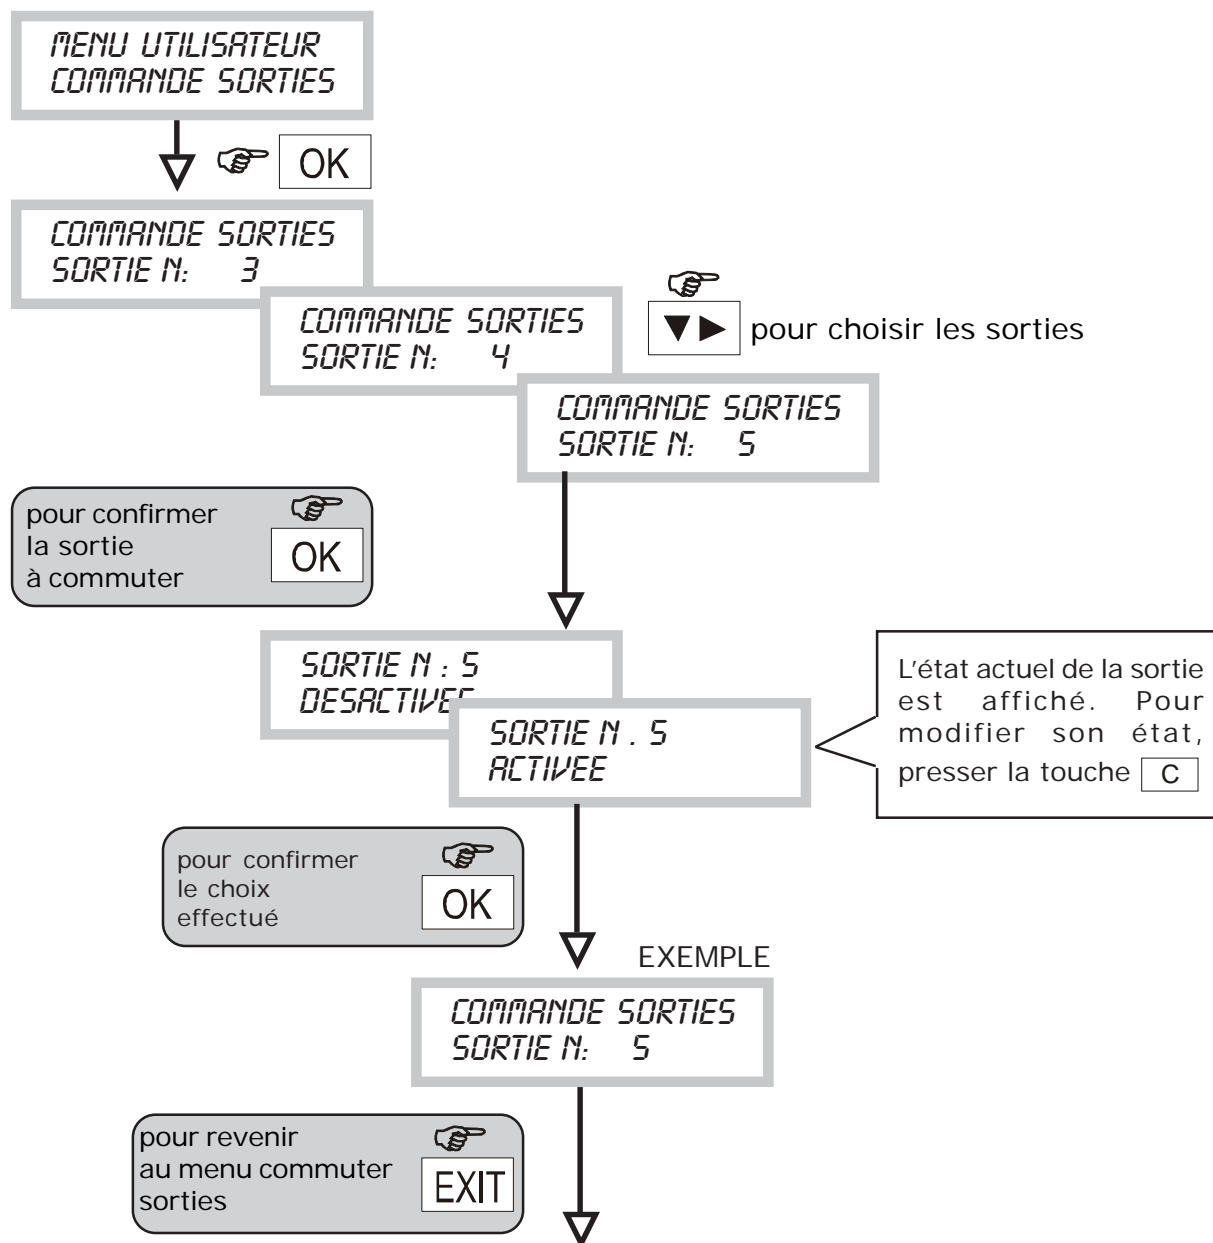 MENU UTILISATEUR
COMMANDE SORTIES
OK
COMMANDE SORTIES
SORTIE N: 3
COMMANDE SORTIES
SORTIE N: 4
pour choisir les sorties
COMMANDE SORTIES
SORTIE N: 5
pour confirmer
la sortie
à commuter
OK
SORTIE N : 5
DESACTIVEE
SORTIE N . 5
ACTIVEE
L'état actuel de la sortie
est affiché. Pour
modifier son état,
presser la touche C
pour confirmer
le choix
effectué
OK
EXEMPLE
COMMANDE SORTIES
SORTIE N: 5
pour revenir
au menu commuter
sorties
EXIT